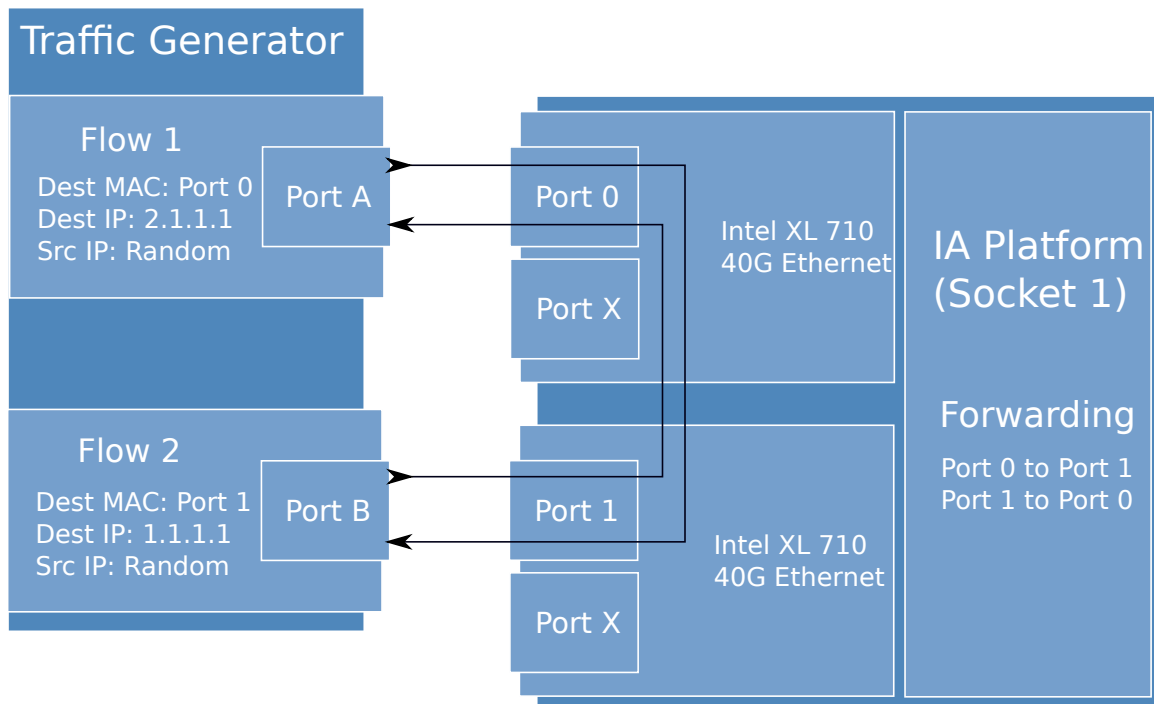 Traffic Generator
Flow 1
Dest MAC: Port 0
Dest IP: 2.1.1.1
Src IP: Random
Port A
Flow 2
Dest MAC: Port 1
Dest IP: 1.1.1.1
Src IP: Random
Port B
Port 0
Port X
Intel XL 710
40G Ethernet
Port 1
Port X
Intel XL 710
40G Ethernet
IA Platform
(Socket 1)
Forwarding
Port 0 to Port 1
Port 1 to Port 0